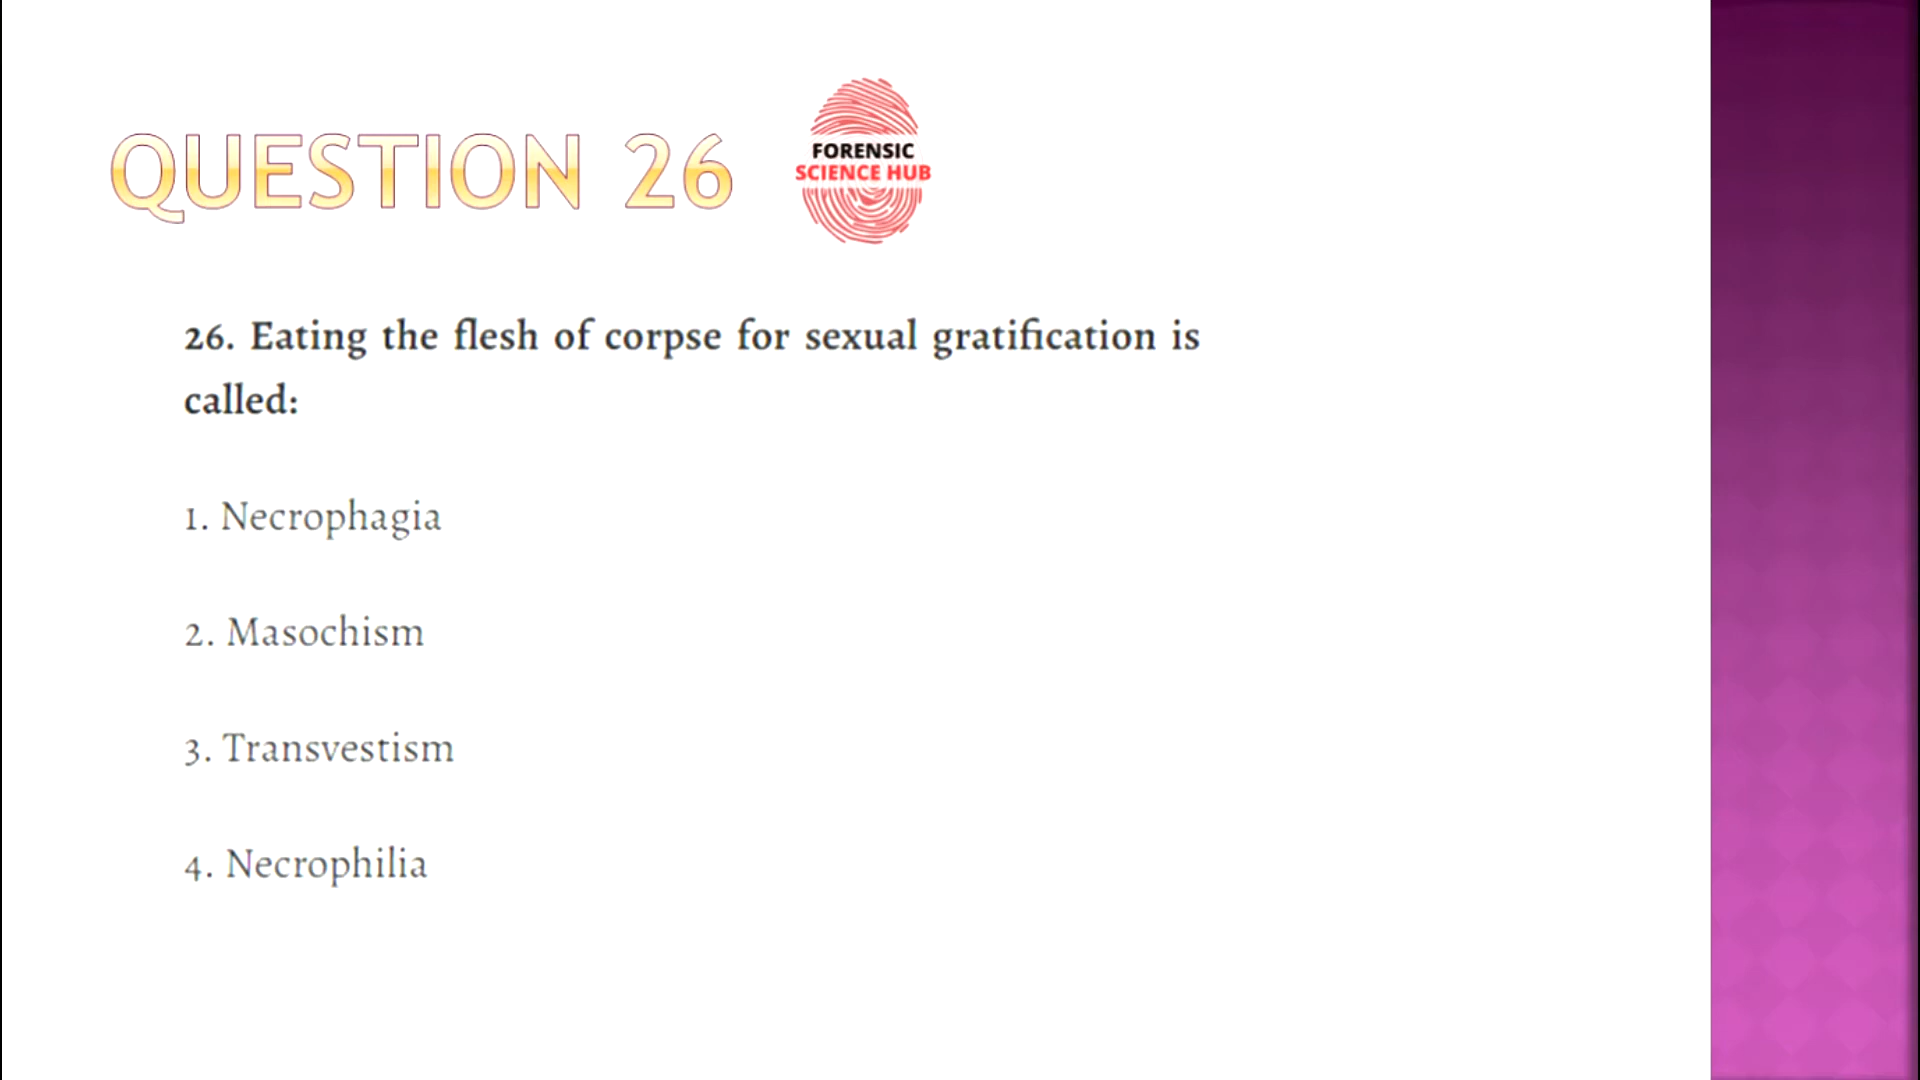 QUESTION 26
FORENSIC
SCIENCE HUB
26. Eating the flesh of corpse for sexual gratification is
called:
1. Necrophagia
2. Masochism
3. Transvestism
4. Necrophilia